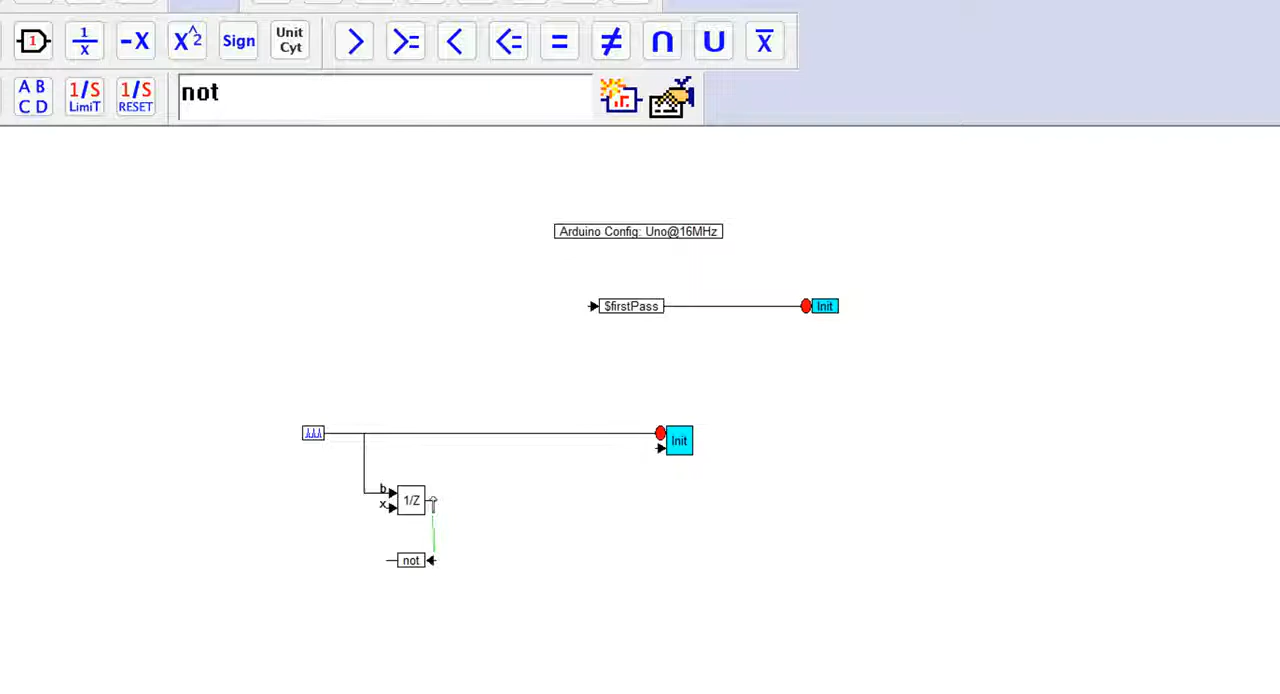 1
1/X
-X
X^2
Sign
Unit Cyt
>
>=
<
<=
=
≠
∩
U
X̅
A B
C D
1/S
LimiT
1/S
RESET
not
Arduino Config: Uno@16MHz
$firstPass
Init
Init
b
x
1/Z
not